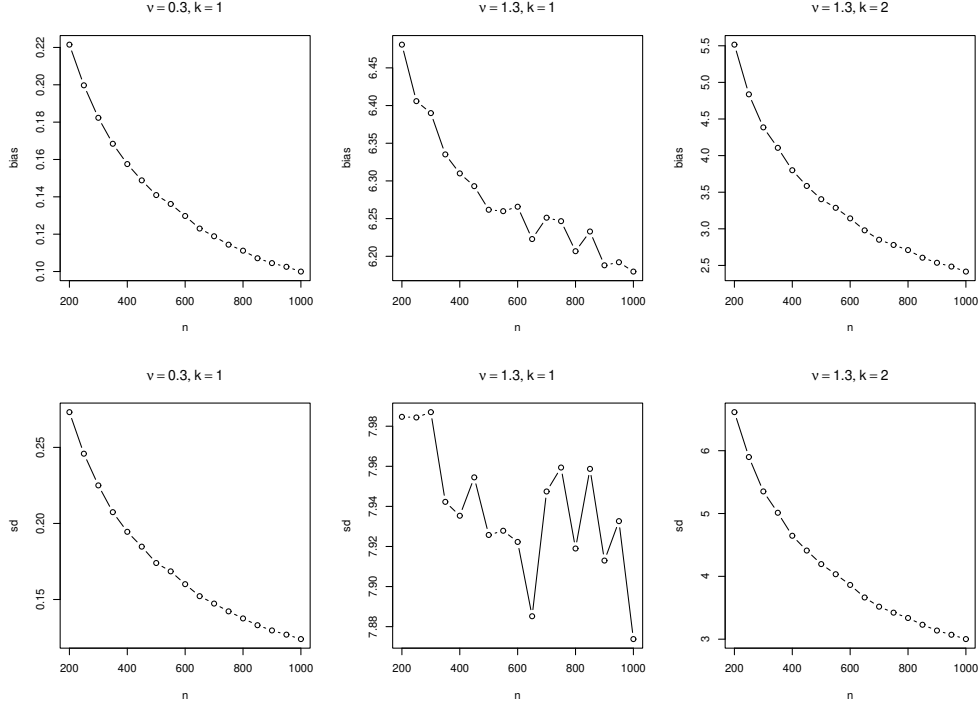 ν = 0.3, k = 1
bias
0.22
0.20
0.18
0.16
0.14
0.12
0.10
200 400 600 800 1000
n
ν = 1.3, k = 1
bias
6.45
6.40
6.35
6.30
6.25
6.20
200 400 600 800 1000
n
ν = 1.3, k = 2
bias
5.5
5.0
4.5
4.0
3.5
3.0
2.5
200 400 600 800 1000
n
ν = 0.3, k = 1
sd
0.25
0.20
0.15
200 400 600 800 1000
n
ν = 1.3, k = 1
sd
7.98
7.96
7.94
7.92
7.90
7.88
200 400 600 800 1000
n
ν = 1.3, k = 2
sd
6
5
4
3
200 400 600 800 1000
n